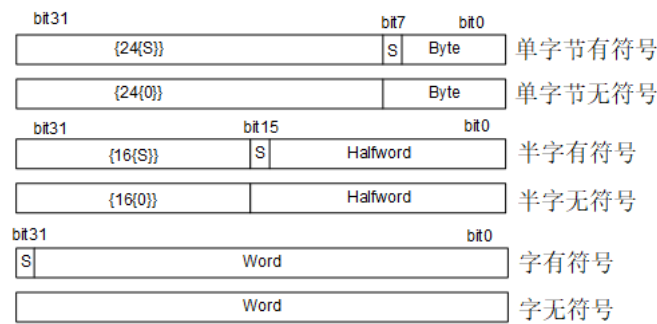 bit31 bit7 bit0
{24{S}} S Byte 单字节有符号
{24{0}} Byte 单字节无符号
bit31 bit15 bit0
{16{S}} S Halfword 半字有符号
{16{0}} Halfword 半字无符号
bit31 bit0
S Word 字有符号
Word 字无符号